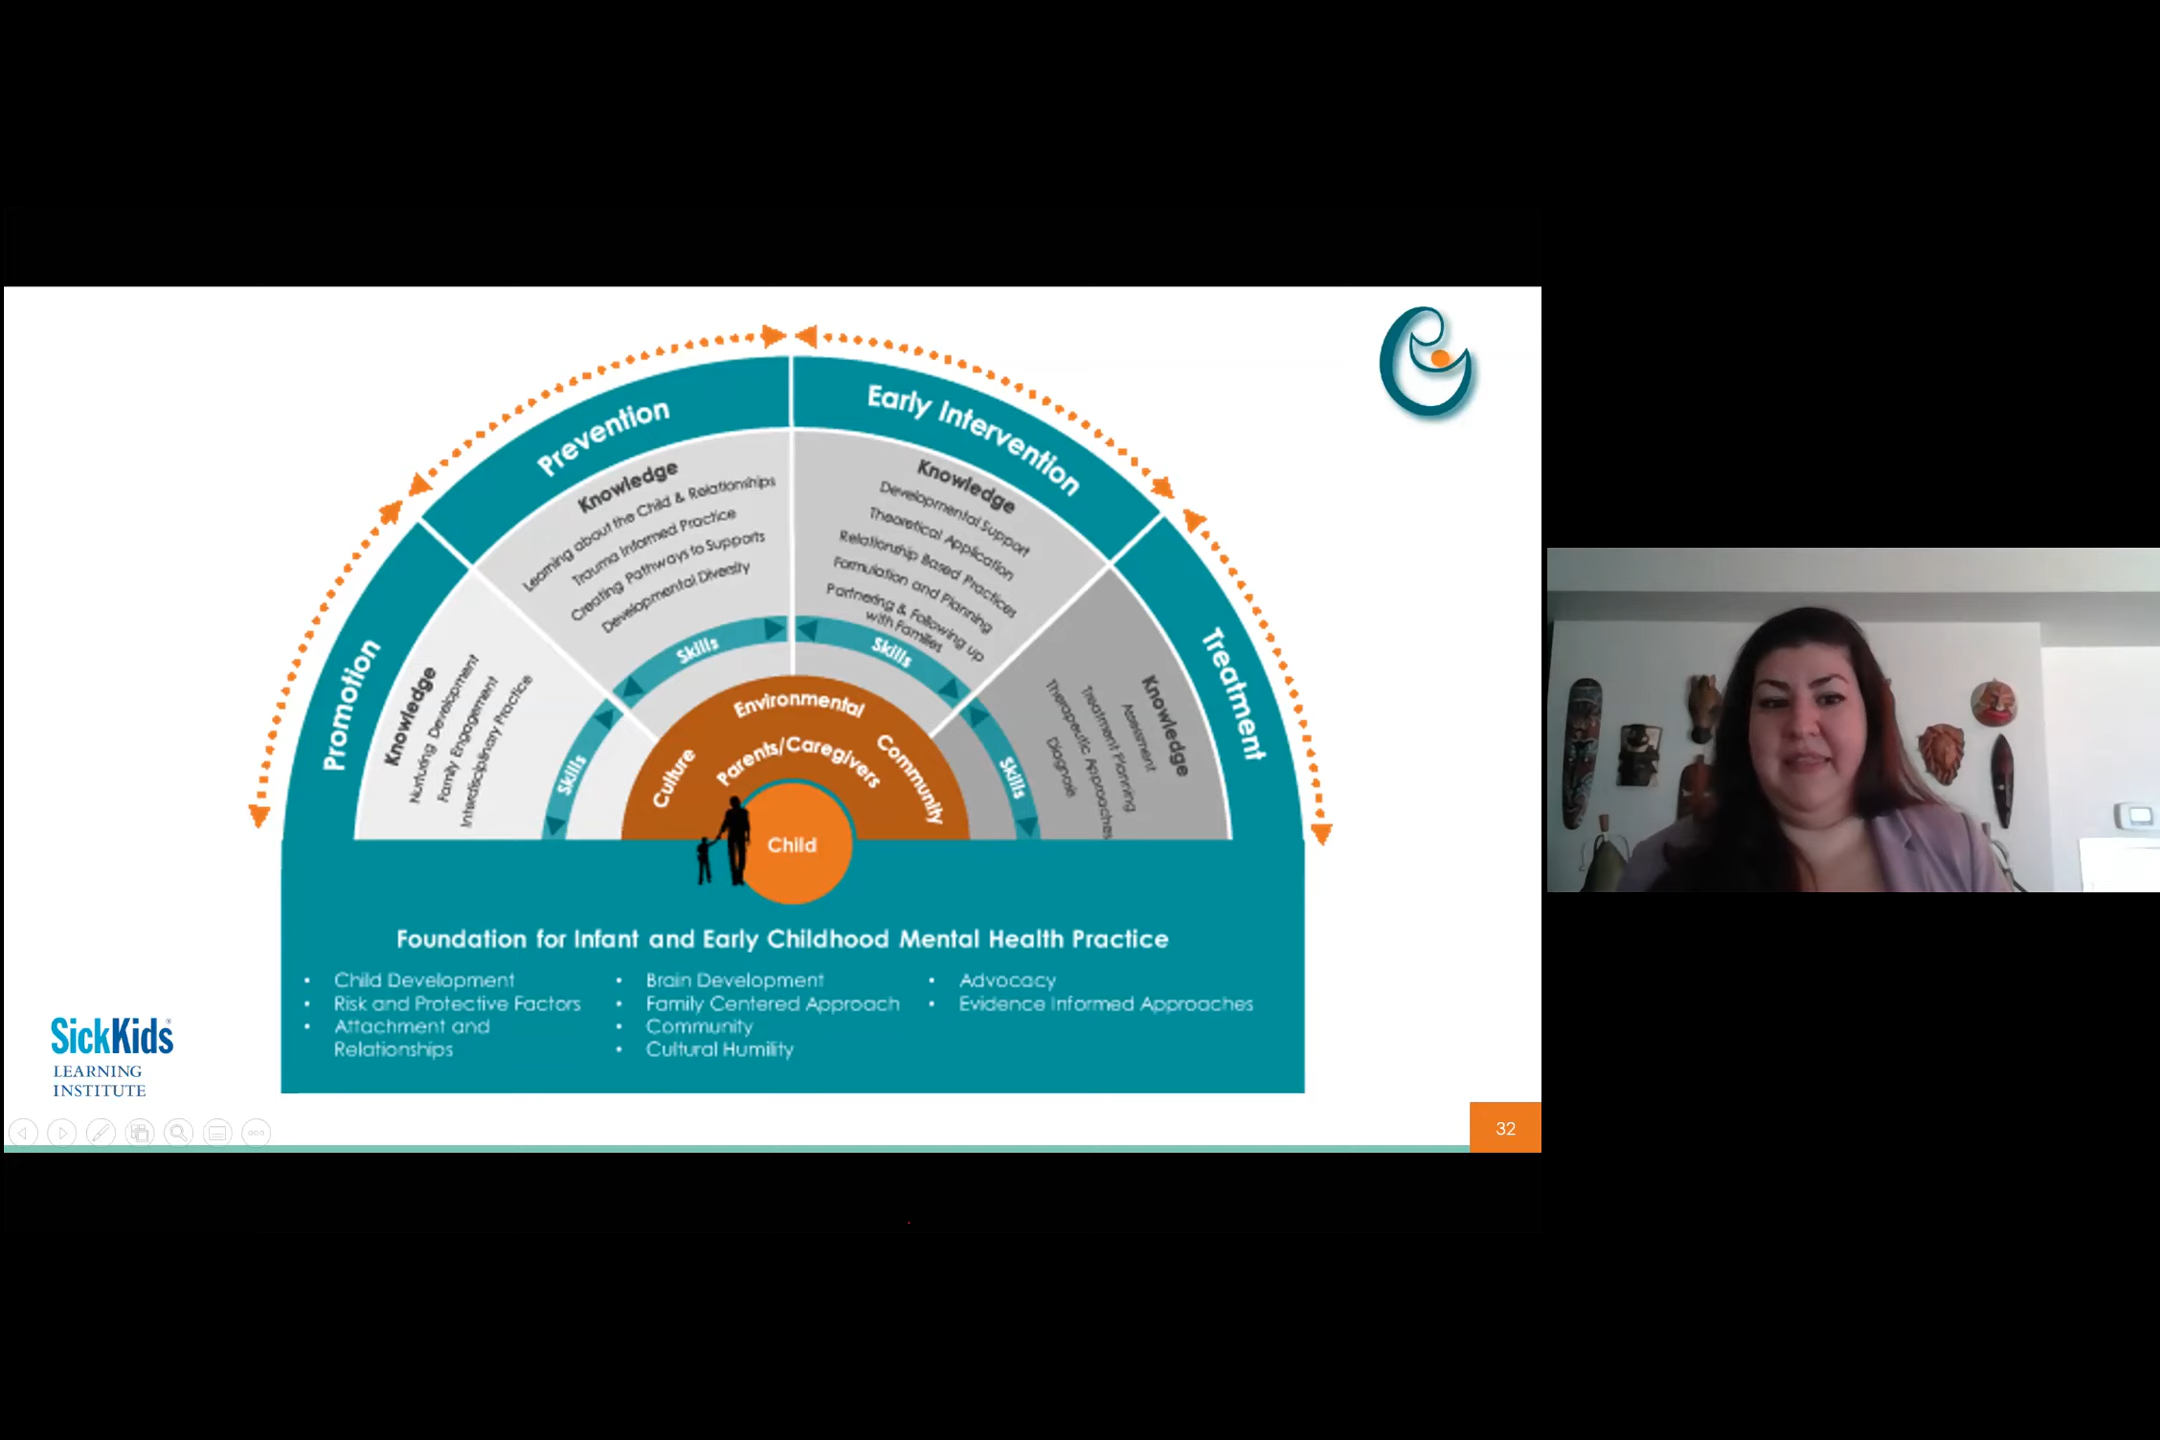 Promotion
Knowledge
Nurturing Development
Family Engagement
Interdisciplinary Practice
Skills
Prevention
Knowledge
Learning about the Child & Relationships
Trauma Informed Practice
Creating Pathways to Supports
Developmental Diversity
Skills
Early Intervention
Knowledge
Developmental Support
Theoretical Application
Relationship Based Practices
Formulation and Planning
Partnering & Following up
with Families
Skills
Treatment
Knowledge
Assessment
Treatment Planning
Therapeutic Approaches
Diagnosis
Skills
Environmental
Culture
Parents/Caregivers
Community
Child
Foundation for Infant and Early Childhood Mental Health Practice
• Child Development
• Risk and Protective Factors
• Attachment and
Relationships
• Brain Development
• Family Centered Approach
• Community
• Cultural Humility
• Advocacy
• Evidence Informed Approaches
SickKids®
LEARNING
INSTITUTE
32